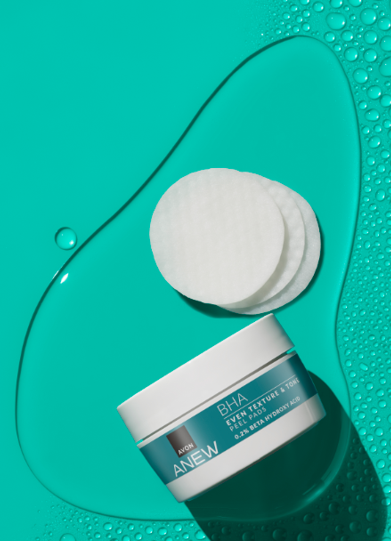 AVON
ANEW
BHA
EVEN TEXTURE & TONE
PEEL PADS
0.2% BETA HYDROXY ACID